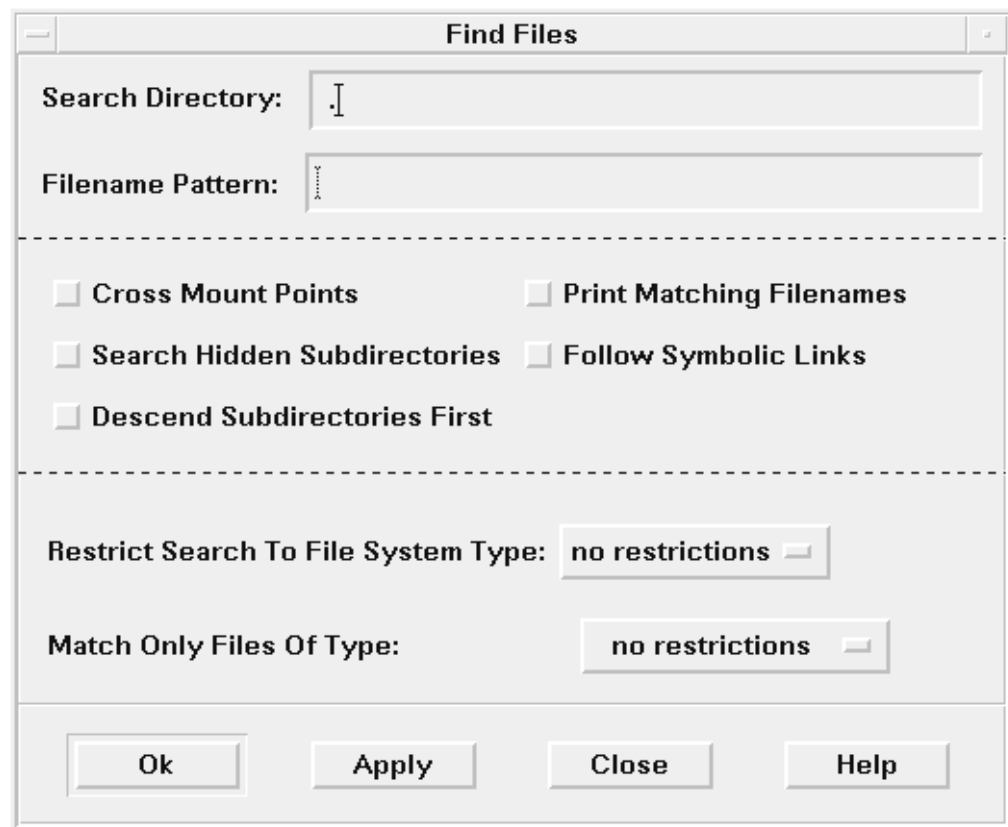 Find Files
Search Directory: .
Filename Pattern:
Cross Mount Points Print Matching Filenames
Search Hidden Subdirectories Follow Symbolic Links
Descend Subdirectories First
Restrict Search To File System Type: no restrictions
Match Only Files Of Type: no restrictions
Ok Apply Close Help